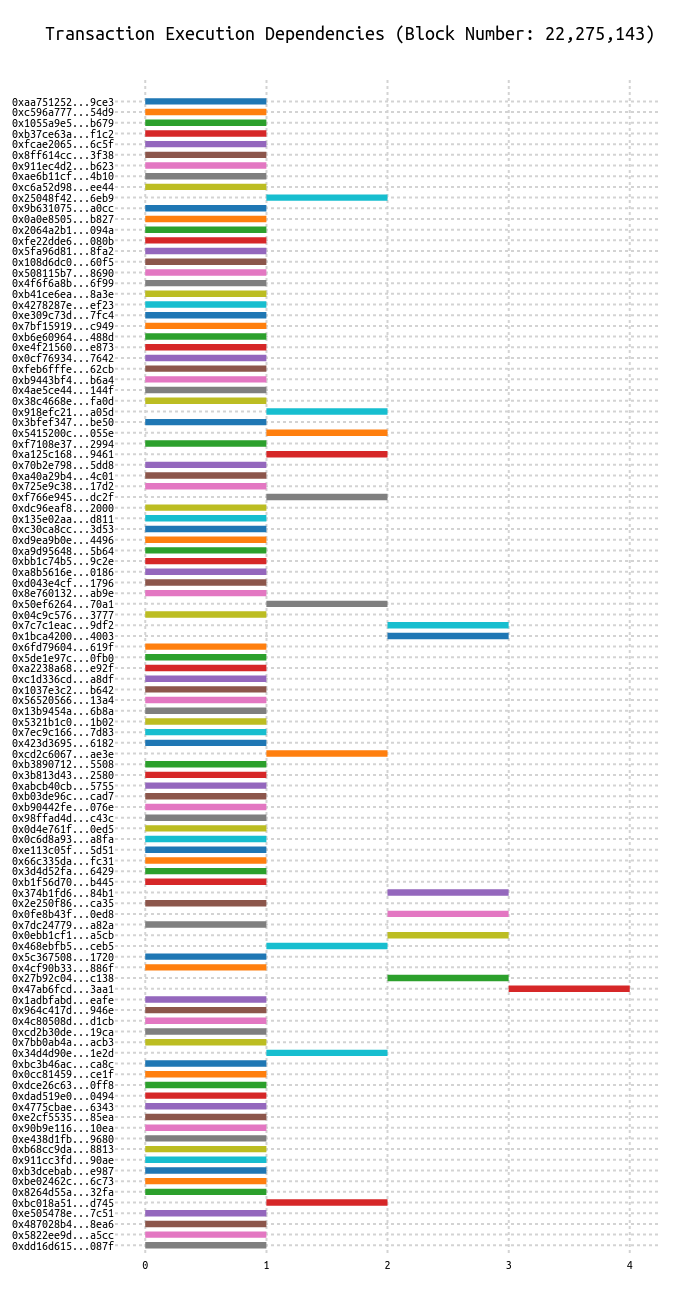 Transaction Execution Dependencies (Block Number: 22,275,143)
0xaa751252...9ce3
0xc596a777...54d9
0x1055a9e5...b679
0xb37ce63a...f1c2
0xfcae2065...6c5f
0x8ff614cc...3f38
0x911ec4d2...b623
0xae6b11cf...4b10
0xc6a52d98...ee44
0x25048f42...6eb9
0x9b631075...a0cc
0x0a0e8505...b827
0x2064a2b1...094a
0xfe22dde6...080b
0x5fa96d81...8fa2
0x108d6dc0...60f5
0x508115b7...8690
0x4f6f6a8b...6f99
0xb41ce6ea...8a3e
0x4278287e...ef23
0xe309c73d...7fc4
0x7bf15919...c949
0xb6e60964...488d
0xe4f21560...e873
0x0cf76934...7642
0xfeb6fffe...62cb
0xb9443bf4...b6a4
0x4ae5ce44...144f
0x38c4668e...fa0d
0x918efc21...a05d
0x3bfef347...be50
0x5415200c...055e
0xf7108e37...2994
0xa125c168...9461
0x70b2e798...5dd8
0xa40a29b4...4c01
0x725e9c38...17d2
0xf766e945...dc2f
0xdc96eaf8...2000
0x135e02aa...d811
0xc30ca8cc...3d53
0xd9ea9b0e...4496
0xa9d95648...5b64
0xbb1c74b5...9c2e
0xa8b5616e...0186
0xd043e4cf...1796
0x8e760132...ab9e
0x50ef6264...70a1
0x04c9c576...3777
0x7c7c1eac...9df2
0x1bca4200...4003
0x6fd79604...619f
0x5de1e97c...0fb0
0xa2238a68...e92f
0xc1d336cd...a8df
0x1037e3c2...b642
0x56520566...13a4
0x13b9454a...6b8a
0x5321b1c0...1b02
0x7ec9c166...7d83
0x423d3695...6182
0xcd2c6067...ae3e
0xb3890712...5508
0x3b813d43...2580
0xabcb40cb...5755
0xb03de96c...cad7
0xb90442fe...076e
0x98ffad4d...c43c
0x0d4e761f...0ed5
0x0c6d8a93...a8fa
0xe113c05f...5d51
0x66c335da...fc31
0x3d4d52fa...6429
0xb1f56d70...b445
0x374b1fd6...84b1
0x2e250f86...ca35
0x0fe8b43f...0ed8
0x7dc24779...a82a
0x0ebb1cf1...a5cb
0x468ebfb5...ceb5
0x5c367508...1720
0x4cf90b33...886f
0x27b92c04...c138
0x47ab6fcd...3aa1
0x1adbfabd...eafe
0x964c417d...946e
0x4c80508d...d1cb
0xcd2b30de...19ca
0x7bb0ab4a...acb3
0x34d4d90e...1e2d
0xbc3b46ac...ca8c
0x0cc81459...ce1f
0xdce26c63...0ff8
0xdad519e0...0494
0x4775cbae...6343
0xe2cf5535...85ea
0x90b9e116...10ea
0xe438d1fb...9680
0xb68cc9da...8813
0x911cc3fd...90ae
0xb3dcebab...e987
0xbe02462c...6c73
0x8264d55a...32fa
0xbc018a51...d745
0xe505478e...7c51
0x487028b4...8ea6
0x5822ee9d...a5cc
0xdd16d615...087f
0 1 2 3 4